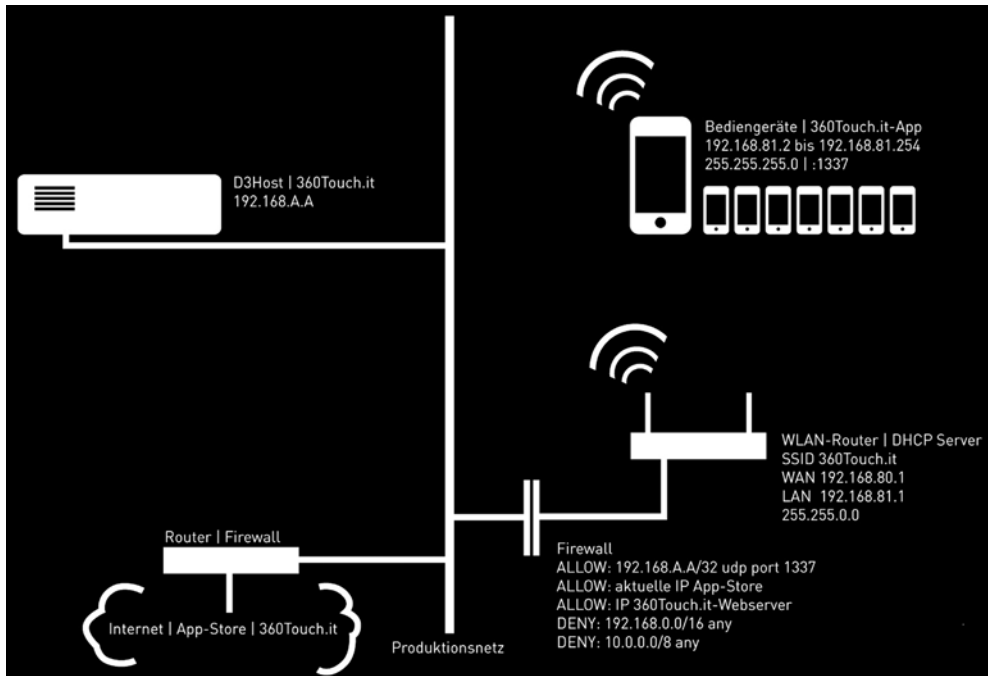 Bediengeräte | 360Touch.it-App
192.168.81.2 bis 192.168.81.254
255.255.255.0 | :1337
D3Host | 360Touch.it
192.168.A.A
WLAN-Router | DHCP Server
SSID 360Touch.it
WAN 192.168.80.1
LAN 192.168.81.1
255.255.0.0
Router | Firewall
Internet | App-Store | 360Touch.it
Firewall
ALLOW: 192.168.A.A/32 udp port 1337
ALLOW: aktuelle IP App-Store
ALLOW: IP 360Touch.it-Webserver
DENY: 192.168.0.0/16 any
DENY: 10.0.0.0/8 any
Produktionsnetz